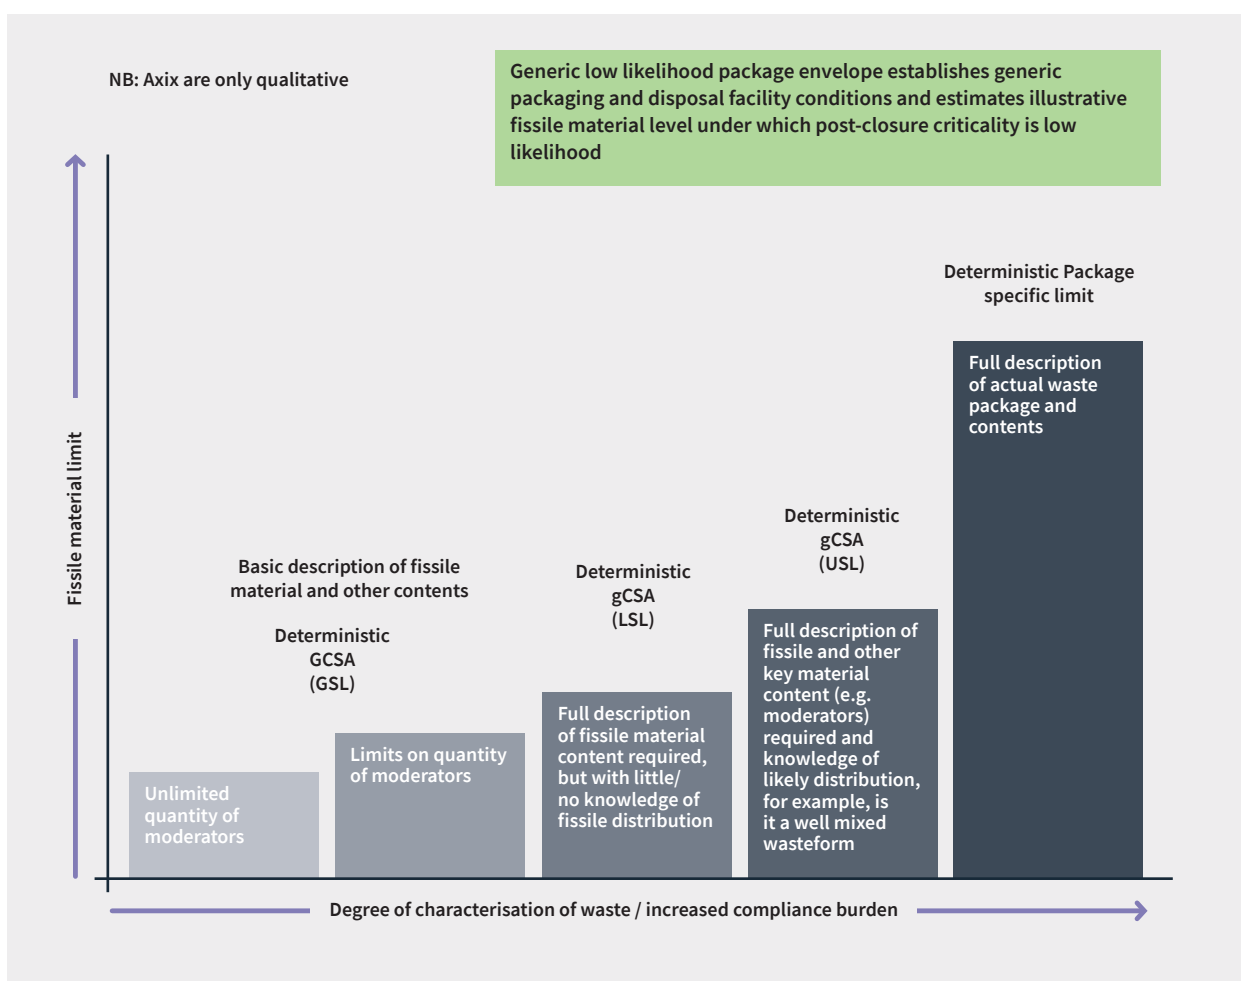 NB: Axix are only qualitative
Generic low likelihood package envelope establishes generic
packaging and disposal facility conditions and estimates illustrative
fissile material level under which post-closure criticality is low
likelihood
Fissile material limit
Basic description of fissile
material and other contents
Deterministic
GCSA
(GSL)
Unlimited
quantity of
moderators
Limits on quantity
of moderators
Deterministic
gCSA
(LSL)
Full description
of fissile material
content required,
but with little/
no knowledge of
fissile distribution
Deterministic
gCSA
(USL)
Full description of
fissile and other
key material
content (e.g.
moderators)
required and
knowledge of
likely distribution,
for example, is
it a well mixed
wasteform
Deterministic Package
specific limit
Full description
of actual waste
package and
contents
Degree of characterisation of waste / increased compliance burden